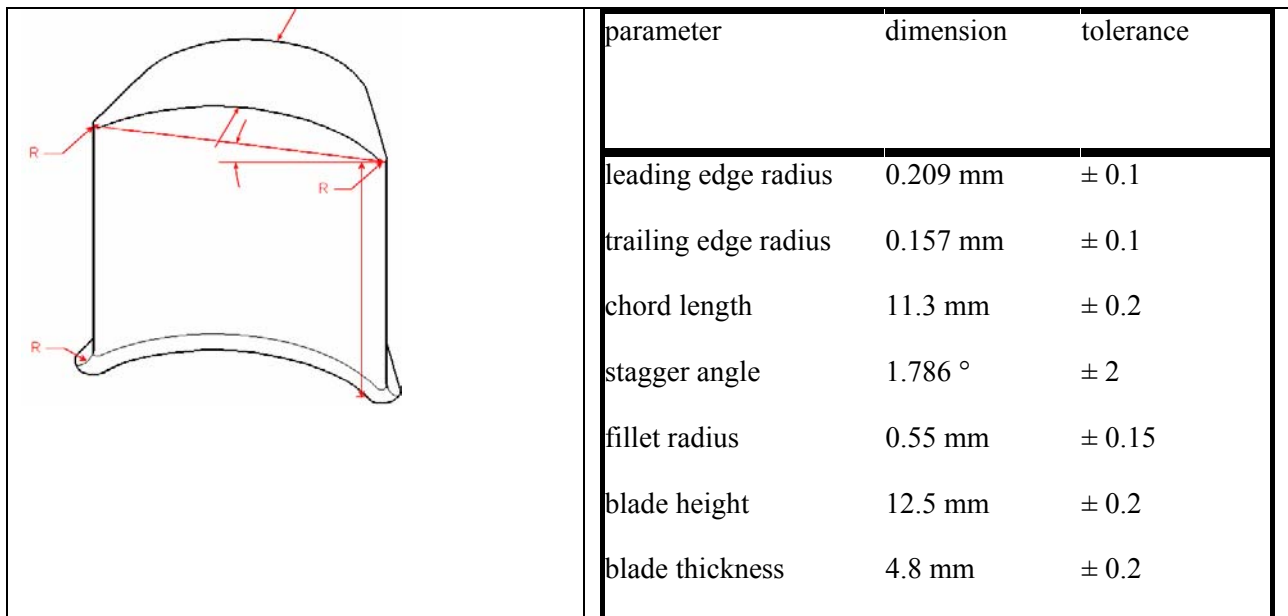 R
R
R
parameter dimension tolerance
leading edge radius 0.209 mm ± 0.1
trailing edge radius 0.157 mm ± 0.1
chord length 11.3 mm ± 0.2
stagger angle 1.786 ° ± 2
fillet radius 0.55 mm ± 0.15
blade height 12.5 mm ± 0.2
blade thickness 4.8 mm ± 0.2